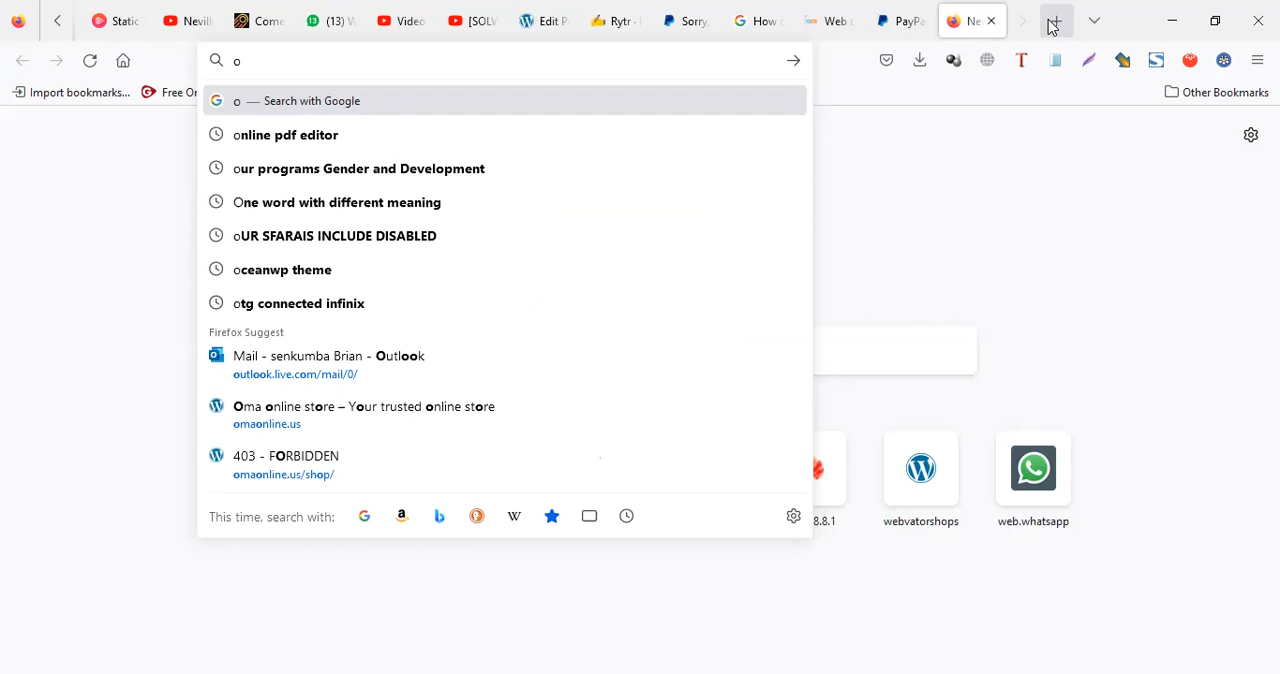 Static
Nevill
Come
(13) W
Video
[SOLV
Edit P
Rytr -
Sorry,
How
Web
PayPa
Ne
o
Import bookmarks...
Free On
Other Bookmarks
o — Search with Google
online pdf editor
our programs Gender and Development
One word with different meaning
oUR SFARAIS INCLUDE DISABLED
oceanwp theme
otg connected infinix
Firefox Suggest
Mail - senkumba Brian - Outlook
outlook.live.com/mail/0/
Oma online store – Your trusted online store
omaonline.us
403 - FORBIDDEN
omaonline.us/shop/
This time, search with:
8.8.1
webvatorshops
web.whatsapp